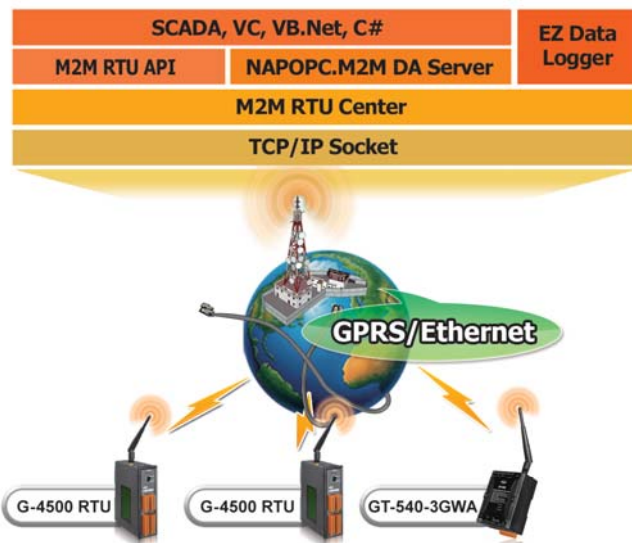 SCADA, VC, VB.Net, C#
EZ Data
Logger
M2M RTU API
NAPOPC.M2M DA Server
M2M RTU Center
TCP/IP Socket
GPRS/Ethernet
G-4500 RTU
G-4500 RTU
GT-540-3GWA